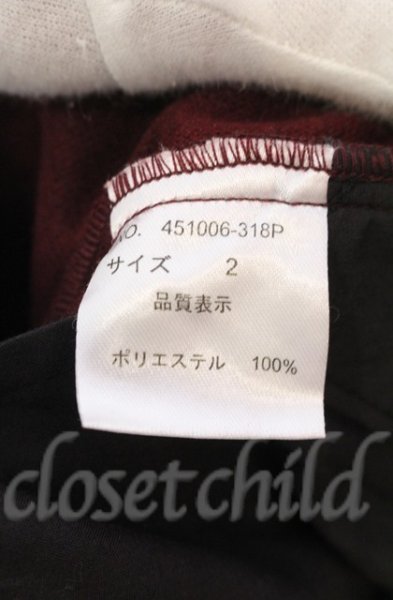 NO. 451006-318P
サイズ 2
品質表示
ポリエステル 100%
closet child